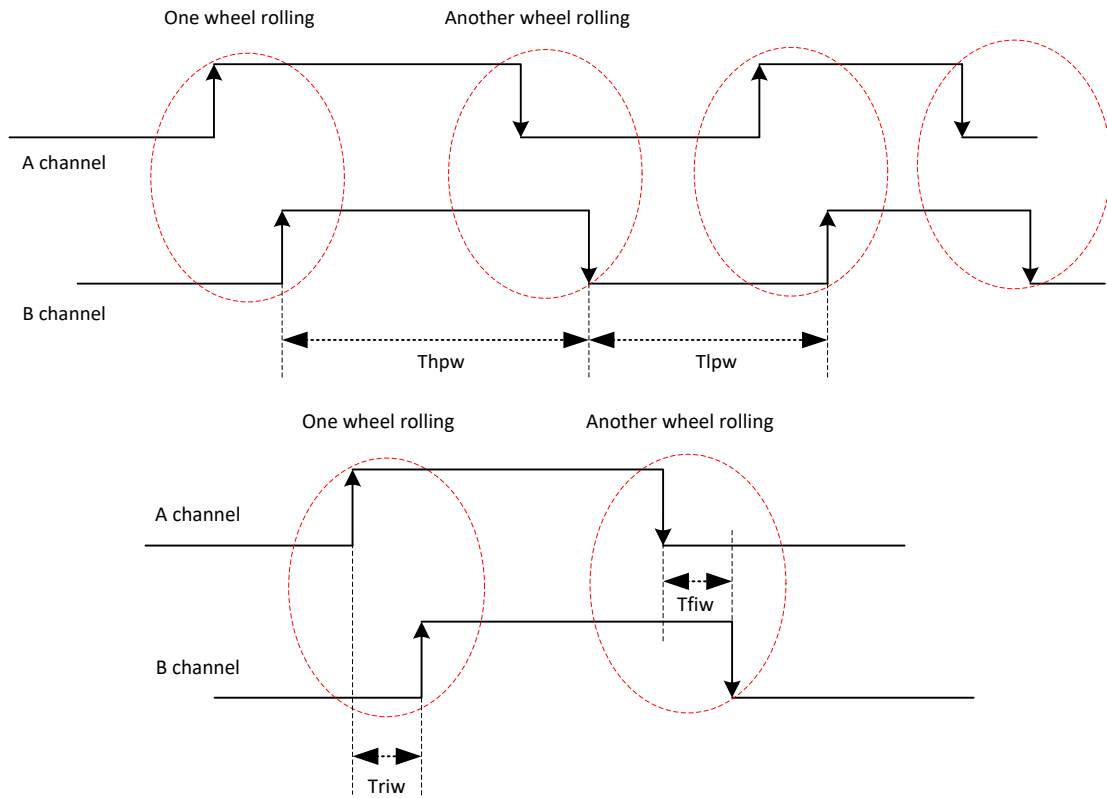 One wheel rolling
Another wheel rolling
A channel
B channel
Thpw
Tlpw
One wheel rolling
Another wheel rolling
A channel
Tfiw
B channel
Triw